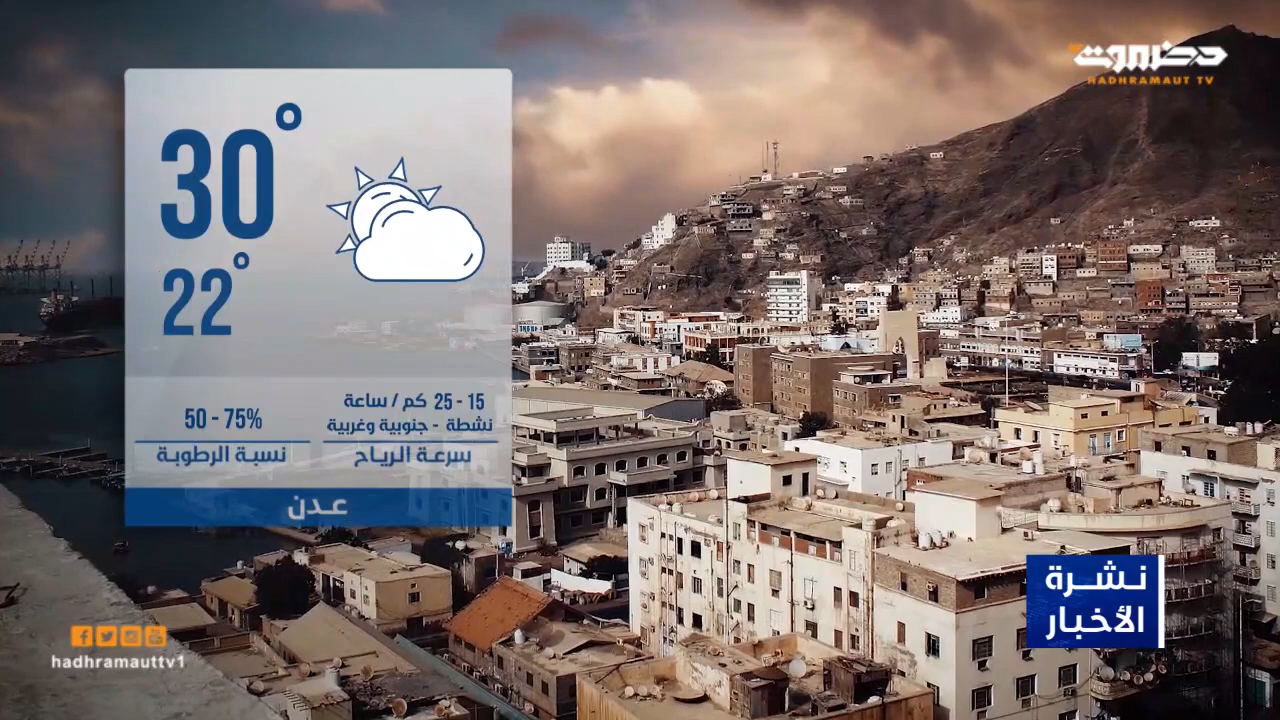 حضرموت
HADHRAMAUT TV
30°
22°
15 - 25 كم / ساعة
نشطة - جنوبية وغربية
سرعة الرياح
50 - 75%
نسبة الرطوبة
عدن
نشرة
الأخبار
hadhramauttv1